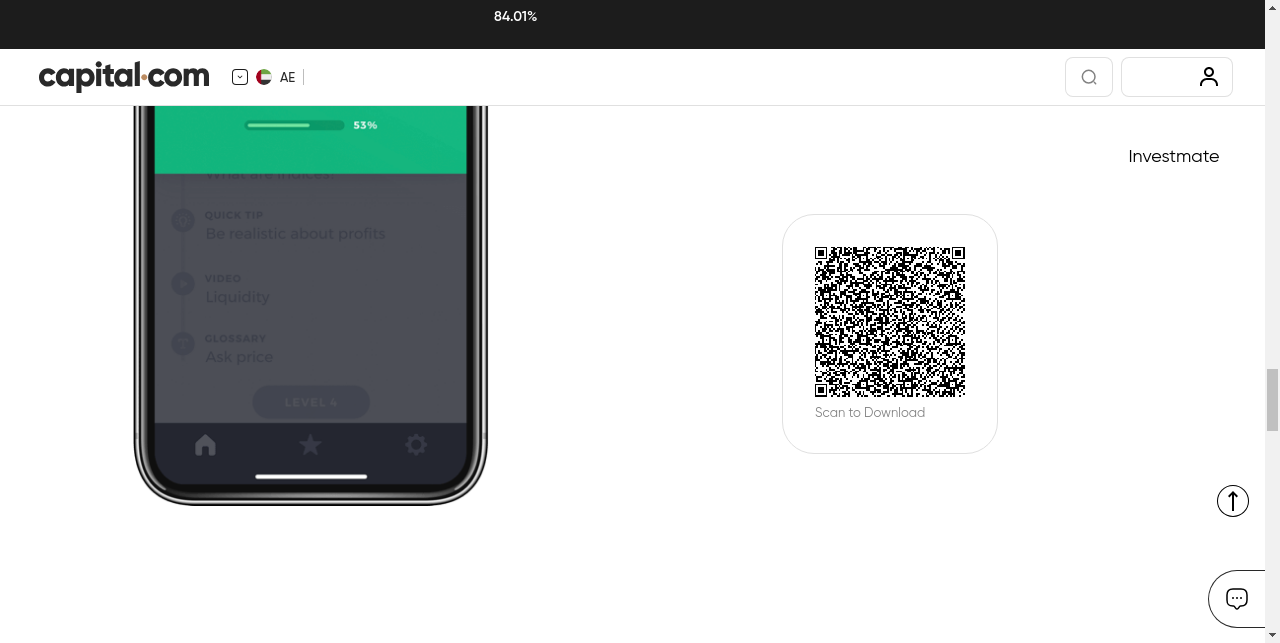 84.01%
capital.com
AE
53%
What are indices?
Investmate
QUICK TIP
Be realistic about profits
VIDEO
Liquidity
GLOSSARY
Ask price
LEVEL 4
Scan to Download